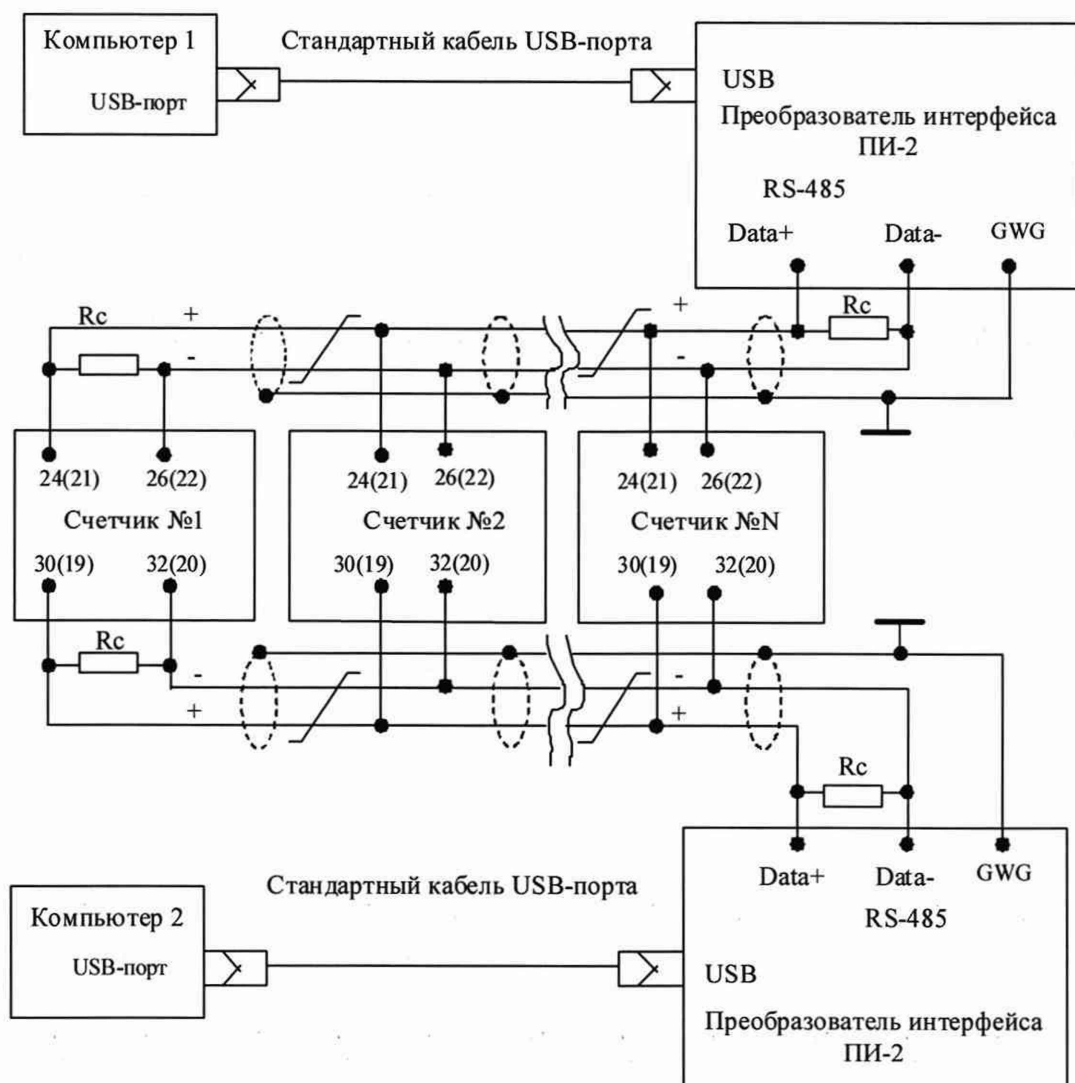 Компьютер 1
USB-порт
Стандартный кабель USB-порта
USB
Преобразователь интерфейса
ПИ-2
RS-485
Data+ Data- GWG
Rc + + Rc
- -
24(21) 26(22) 24(21) 26(22) 24(21) 26(22)
Счетчик №1 Счетчик №2 Счетчик №N
30(19) 32(20) 30(19) 32(20) 30(19) 32(20)
Rc - -
+ +
Rc
Data+ Data- GWG
RS-485
Стандартный кабель USB-порта
Компьютер 2
USB-порт
USB
Преобразователь интерфейса
ПИ-2